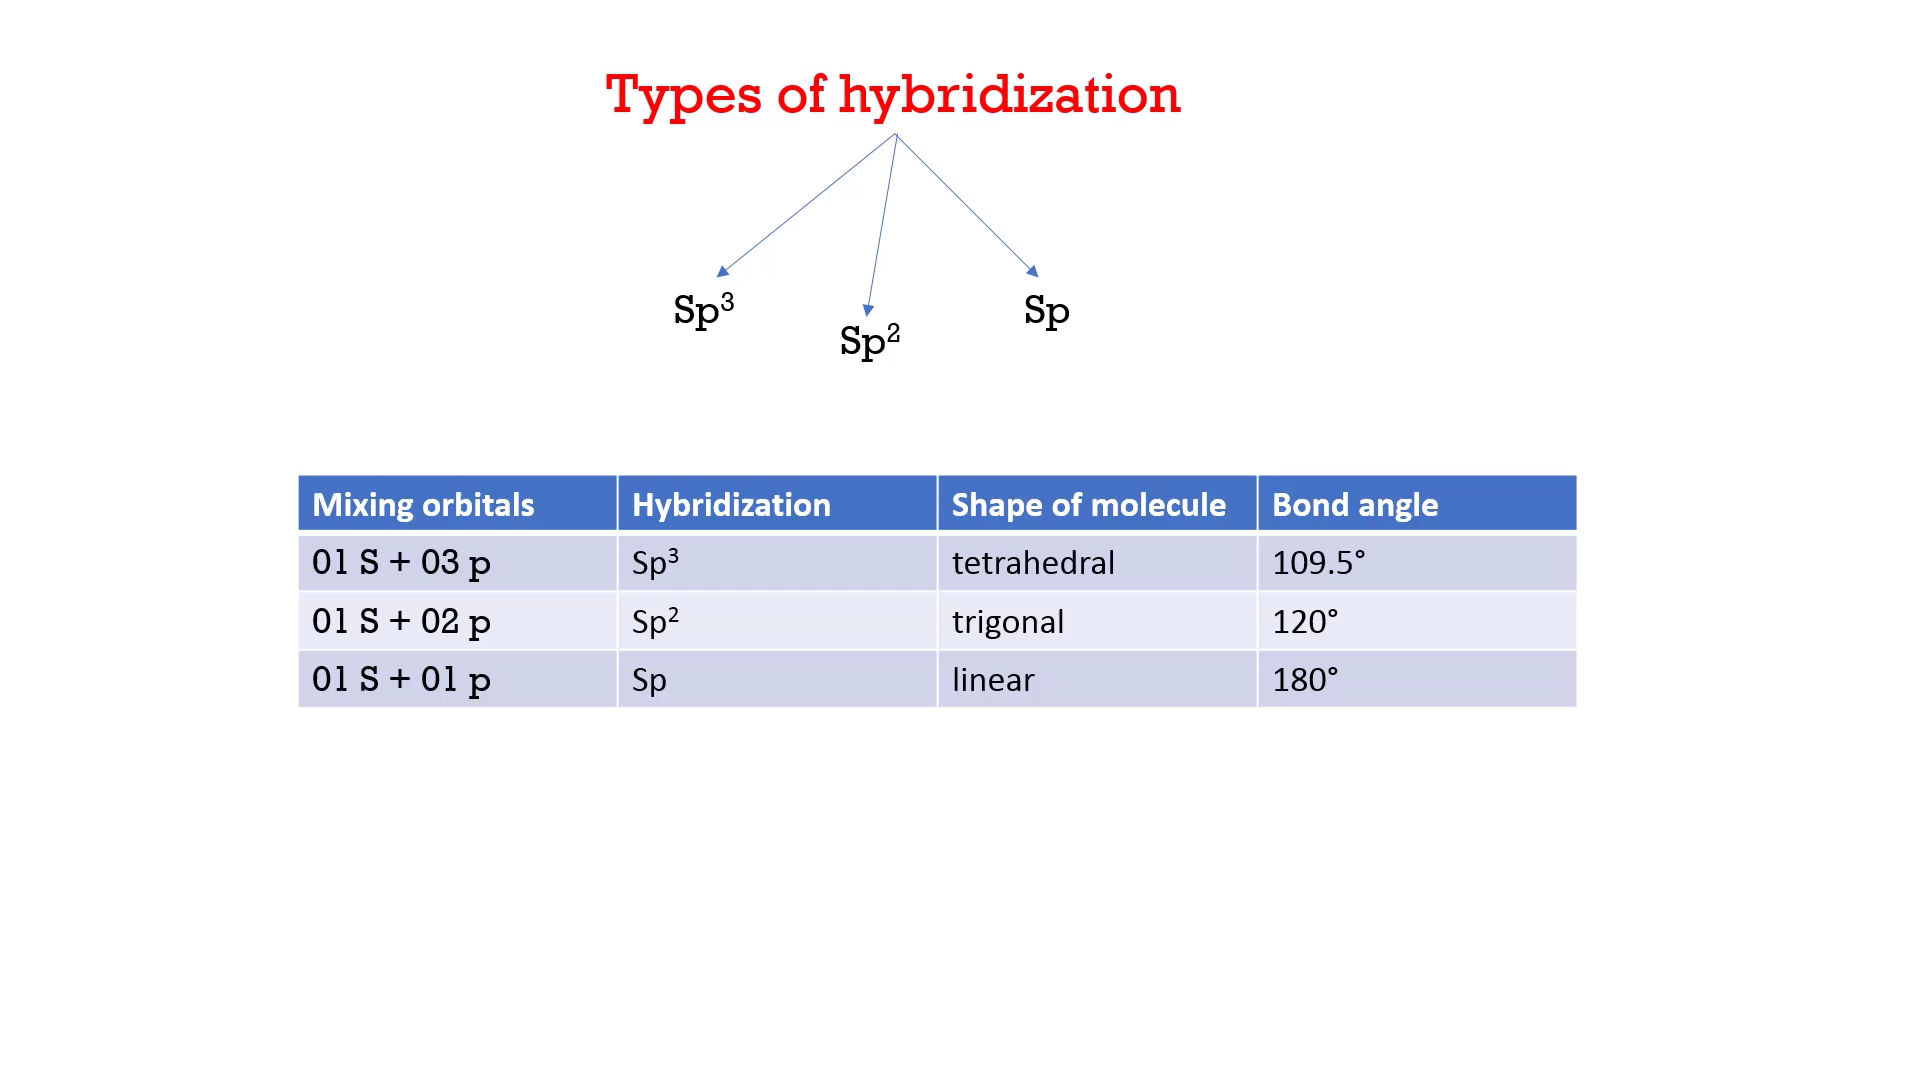 Types of hybridization
Sp³
Sp²
Sp
Mixing orbitals Hybridization Shape of molecule Bond angle
01 S + 03 p Sp³ tetrahedral 109.5°
01 S + 02 p Sp² trigonal 120°
01 S + 01 p Sp linear 180°